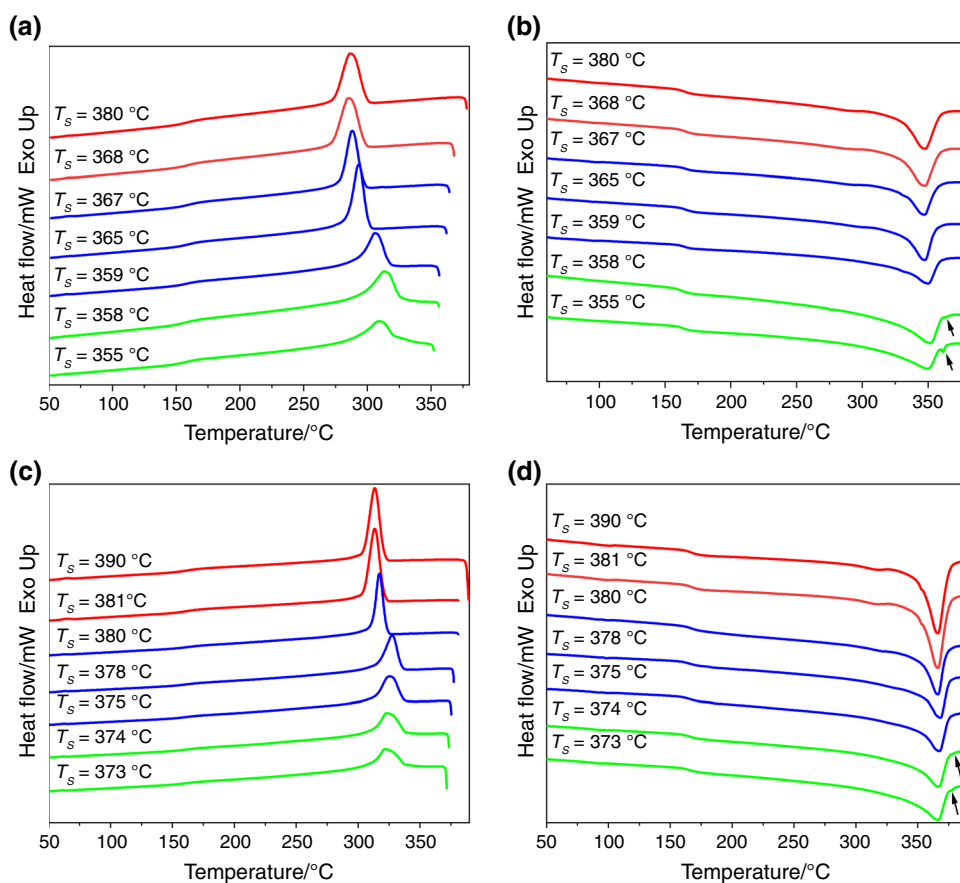 (a)
Heat flow/mW Exo Up
T_S = 380 °C
T_S = 368 °C
T_S = 367 °C
T_S = 365 °C
T_S = 359 °C
T_S = 358 °C
T_S = 355 °C
50 100 150 200 250 300 350
Temperature/°C
(b)
Heat flow/mW Exo Up
T_S = 380 °C
T_S = 368 °C
T_S = 367 °C
T_S = 365 °C
T_S = 359 °C
T_S = 358 °C
T_S = 355 °C
100 150 200 250 300 350
Temperature/°C
(c)
Heat flow/mW Exo Up
T_S = 390 °C
T_S = 381°C
T_S = 380 °C
T_S = 378 °C
T_S = 375 °C
T_S = 374 °C
T_S = 373 °C
50 100 150 200 250 300 350
Temperature/°C
(d)
Heat flow/mW Exo Up
T_S = 390 °C
T_S = 381 °C
T_S = 380 °C
T_S = 378 °C
T_S = 375 °C
T_S = 374 °C
T_S = 373 °C
50 100 150 200 250 300 350
Temperature/°C